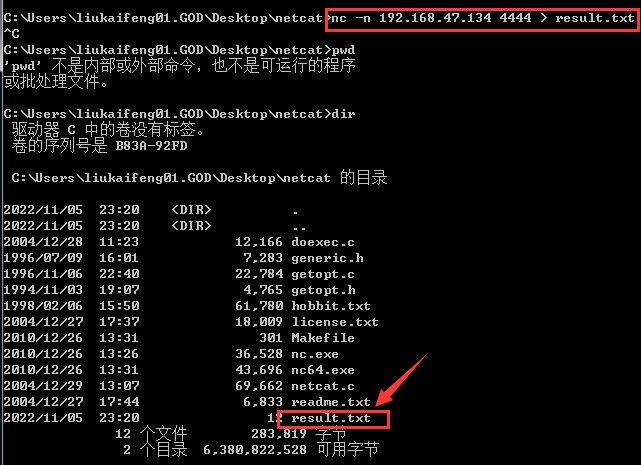 C:\Users\liukaifeng01.GOD\Desktop\netcat>nc -n 192.168.47.134 4444 > result.txt
^C
C:\Users\liukaifeng01.GOD\Desktop\netcat>pwd
'pwd' 不是内部或外部命令，也不是可运行的程序
或批处理文件。
C:\Users\liukaifeng01.GOD\Desktop\netcat>dir
驱动器 C 中的卷没有标签。
卷的序列号是 B83A-92FD
C:\Users\liukaifeng01.GOD\Desktop\netcat 的目录
2022/11/05  23:20    <DIR>          .
2022/11/05  23:20    <DIR>          ..
2004/12/28  11:23            12,166 doexec.c
1996/07/09  16:01             7,283 generic.h
1996/11/06  22:40            22,784 getopt.c
1994/11/03  19:07             4,765 getopt.h
1998/02/06  15:50            61,780 hobbit.txt
2004/12/27  17:37            18,009 license.txt
2010/12/26  13:31               301 Makefile
2010/12/26  13:26            36,528 nc.exe
2010/12/26  13:31            43,696 nc64.exe
2004/12/29  13:07            69,662 netcat.c
2004/12/27  17:44             6,833 readme.txt
2022/11/05  23:20                12 result.txt
12 个文件        283,819 字节
2 个目录  6,380,822,528 可用字节